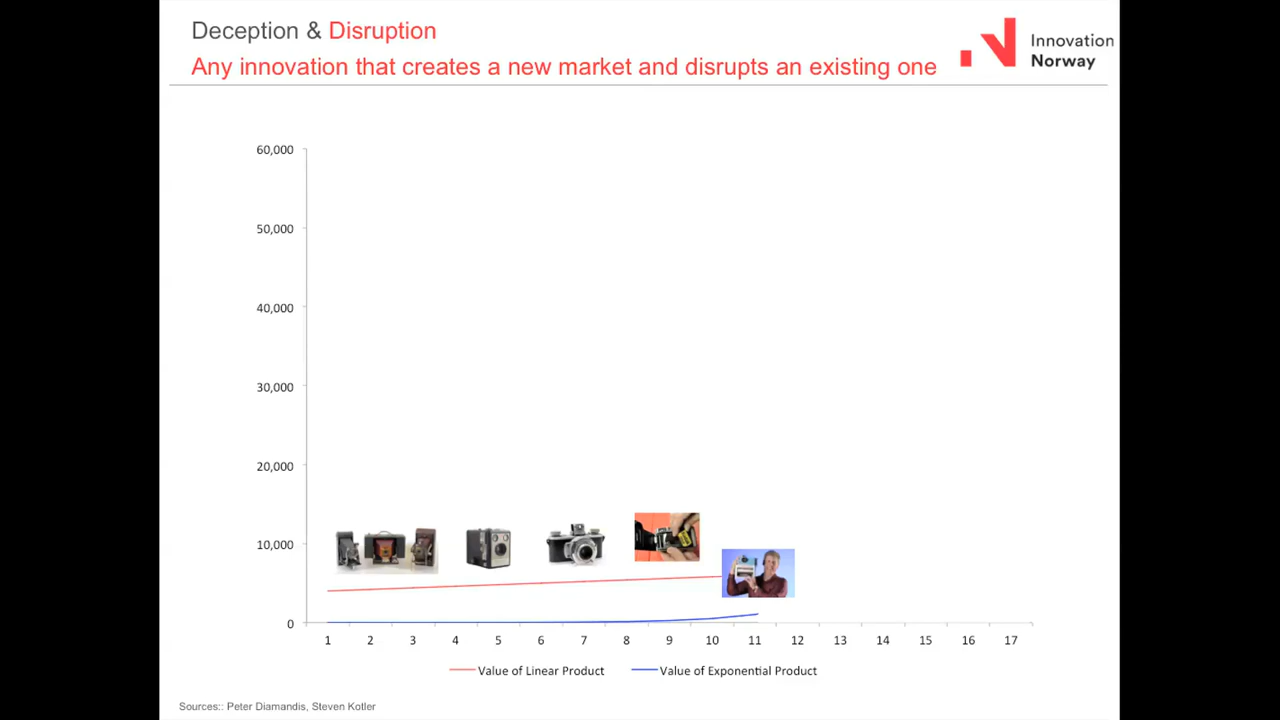 Deception & Disruption
Any innovation that creates a new market and disrupts an existing one
Innovation
Norway
60,000
50,000
40,000
30,000
20,000
10,000
0
1 2 3 4 5 6 7 8 9 10 11 12 13 14 15 16 17
Value of Linear Product Value of Exponential Product
Sources:: Peter Diamandis, Steven Kotler